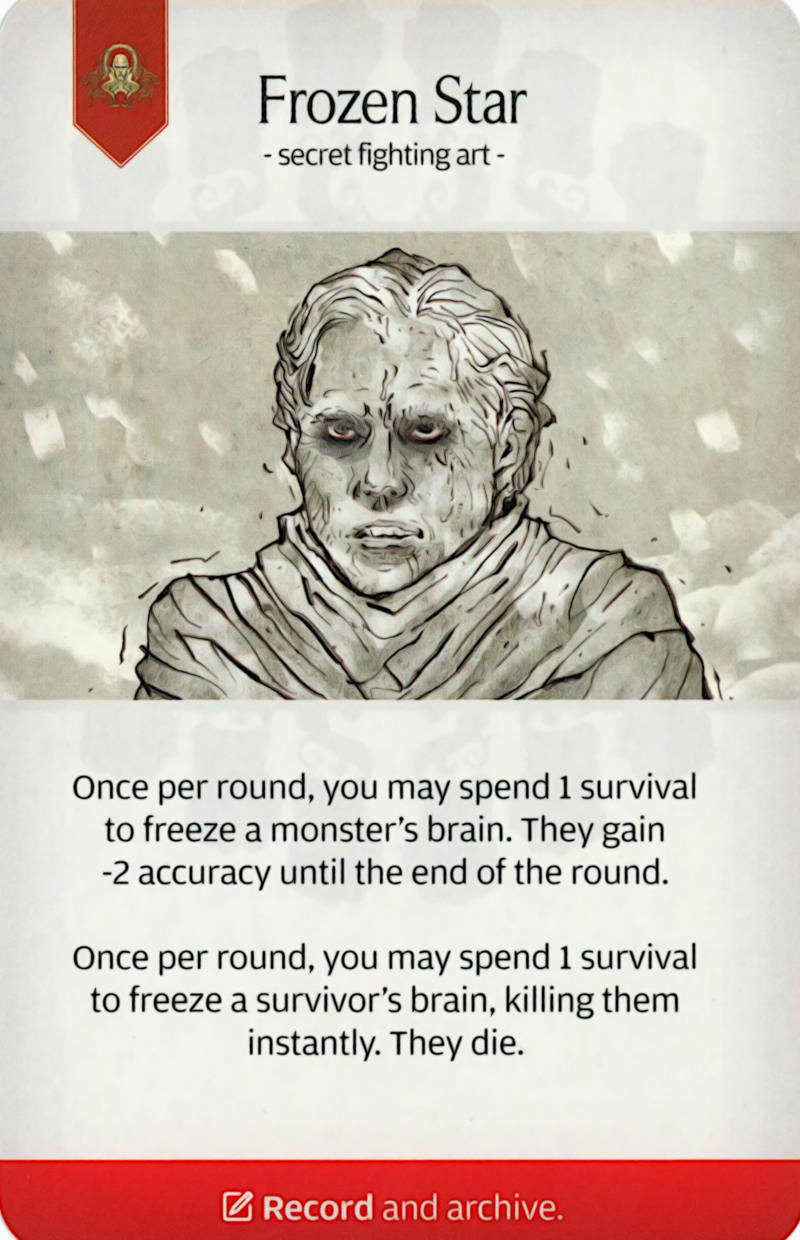 Frozen Star
- secret fighting art -
Once per round, you may spend 1 survival
to freeze a monster’s brain. They gain
-2 accuracy until the end of the round.
Once per round, you may spend 1 survival
to freeze a survivor’s brain, killing them
instantly. They die.
Record and archive.